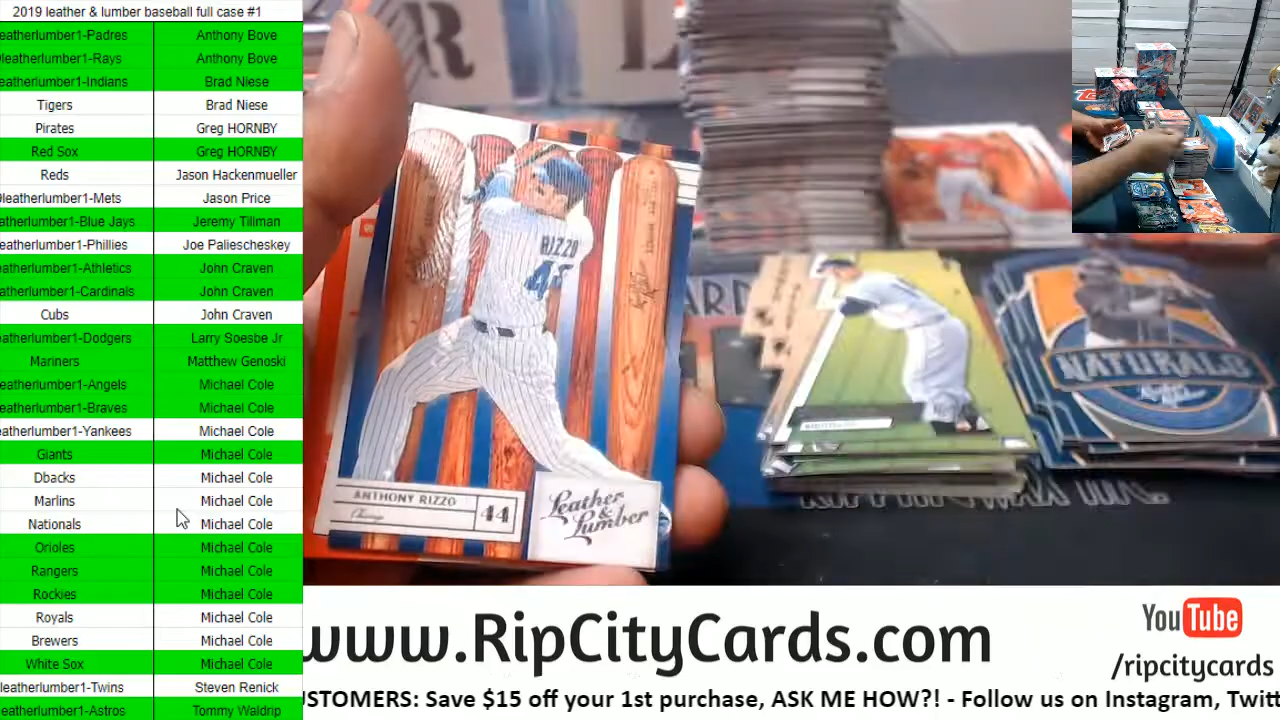 2019 leather & lumber baseball full case #1
eatherlumber1-Padres Anthony Bove
leatherlumber1-Rays Anthony Bove
eatherlumber1-Indians Brad Niese
Tigers Brad Niese
Pirates Greg HORNBY
Red Sox Greg HORNBY
Reds Jason Hackenmueller
leatherlumber1-Mets Jason Price
atherlumber1-Blue Jays Jeremy Tillman
eatherlumber1-Phillies Joe Paliescheskey
eatherlumber1-Athletics John Craven
eatherlumber1-Cardinals John Craven
Cubs John Craven
eatherlumber1-Dodgers Larry Soesbe Jr
Mariners Matthew Genoski
eatherlumber1-Angels Michael Cole
eatherlumber1-Braves Michael Cole
eatherlumber1-Yankees Michael Cole
Giants Michael Cole
Dbacks Michael Cole
Marlins Michael Cole
Nationals Michael Cole
Orioles Michael Cole
Rangers Michael Cole
Rockies Michael Cole
Royals Michael Cole
Brewers Michael Cole
White Sox Michael Cole
leatherlumber1-Twins Steven Renick
leatherlumber1-Astros Tommy Waldrip
RIZZO
44
ANTHONY RIZZO
Chicago
44
Leather
&
Lumber
NATURALS
www.RipCityCards.com
YouTube
/ripcitycards
USTOMERS: Save $15 off your 1st purchase, ASK ME HOW?! - Follow us on Instagram, Twitt